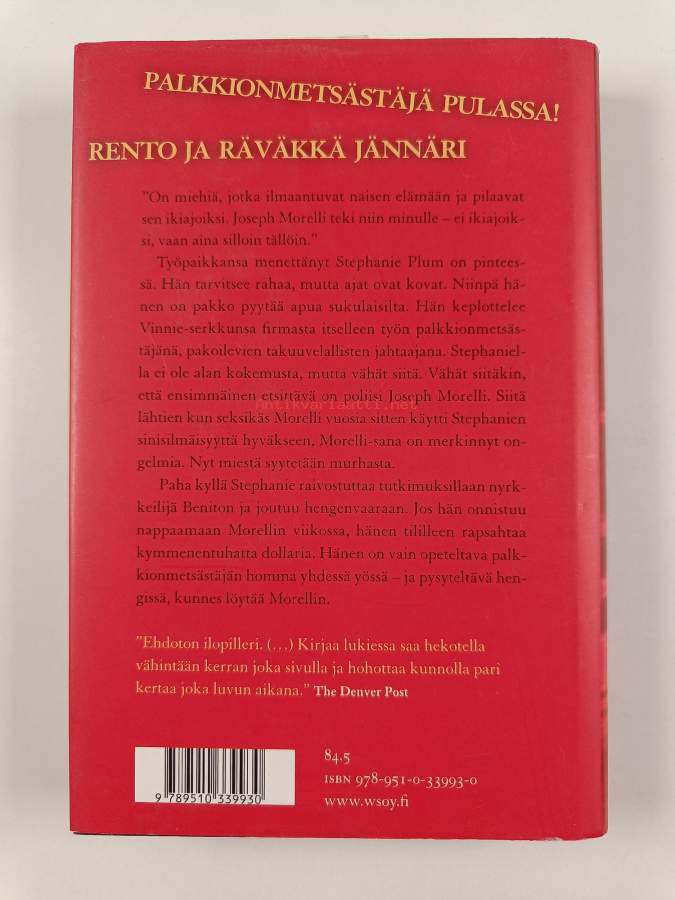 PALKKIONMETSÄSTÄJÄ PULASSA!
RENTO JA RÄVÄKKÄ JÄNNÄRI
"On miehiä, jotka ilmaantuvat naisen elämään ja pilaavat
sen ikiajoiksi. Joseph Morelli teki niin minulle – ei ikiajoik-
si, vaan aina silloin tällöin."
Työpaikkansa menettänyt Stephanie Plum on pintees-
sä. Hän tarvitsee rahaa, mutta ajat ovat kovat. Niinpä hä-
nen on pakko pyytää apua sukulaisilta. Hän keplottelee
Vinnie-serkkunsa firmasta itselleen työn palkkionmetsäs-
täjänä, pakoilevien takuuvelallisten jahtaajana. Stephaniel-
la ei ole alan kokemusta, mutta vähät siitä. Vähät siitäkin,
että ensimmäinen etsittävä on poliisi Joseph Morelli. Siitä
antikvariaatti.net
lähtien kun seksikäs Morelli vuosia sitten käytti Stephanien
sinisilmäisyyttä hyväkseen, Morelli-sana on merkinnyt on-
gelmia. Nyt miestä syytetään murhasta.
Paha kyllä Stephanie raivostuttaa tutkimuksillaan nyrk-
keilijä Beniton ja joutuu hengenvaaraan. Jos hän onnistuu
nappaamaan Morellin viikossa, hänen tililleen rapsahtaa
kymmenentuhatta dollaria. Hänen on vain opeteltava palk-
kionmetsästäjän homma yhdessä yössä – ja pysyteltävä hen-
gissä, kunnes löytää Morellin.
"Ehdoton ilopilleri. (...) Kirjaa lukiessa saa hekotella
vähintään kerran joka sivulla ja hohottaa kunnolla pari
kertaa joka luvun aikana." The Denver Post
84.5
ISBN 978-951-0-33993-0
www.wsoy.fi
9 789510 339930